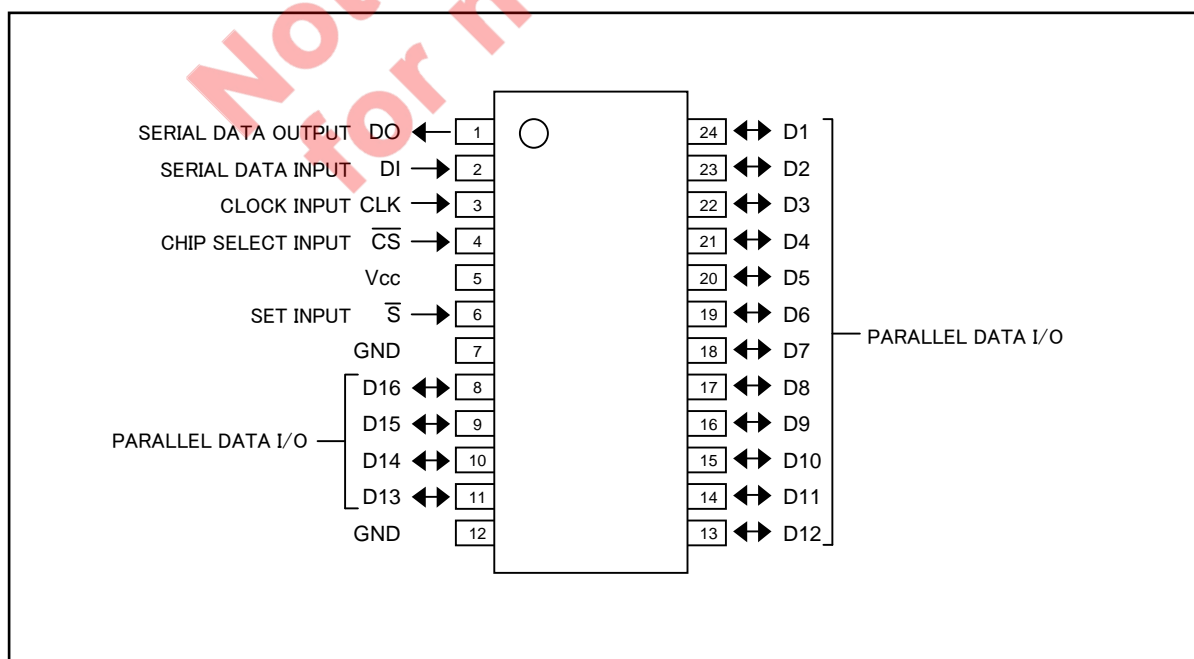 Not
for
SERIAL DATA OUTPUT DO 1
SERIAL DATA INPUT DI 2
CLOCK INPUT CLK 3
CHIP SELECT INPUT C̅S̅ 4
Vcc 5
SET INPUT S̅ 6
GND 7
D16 8
D15 9
D14 10
D13 11
GND 12
PARALLEL DATA I/O
24 D1
23 D2
22 D3
21 D4
20 D5
19 D6
18 D7
17 D8
16 D9
15 D10
14 D11
13 D12
PARALLEL DATA I/O